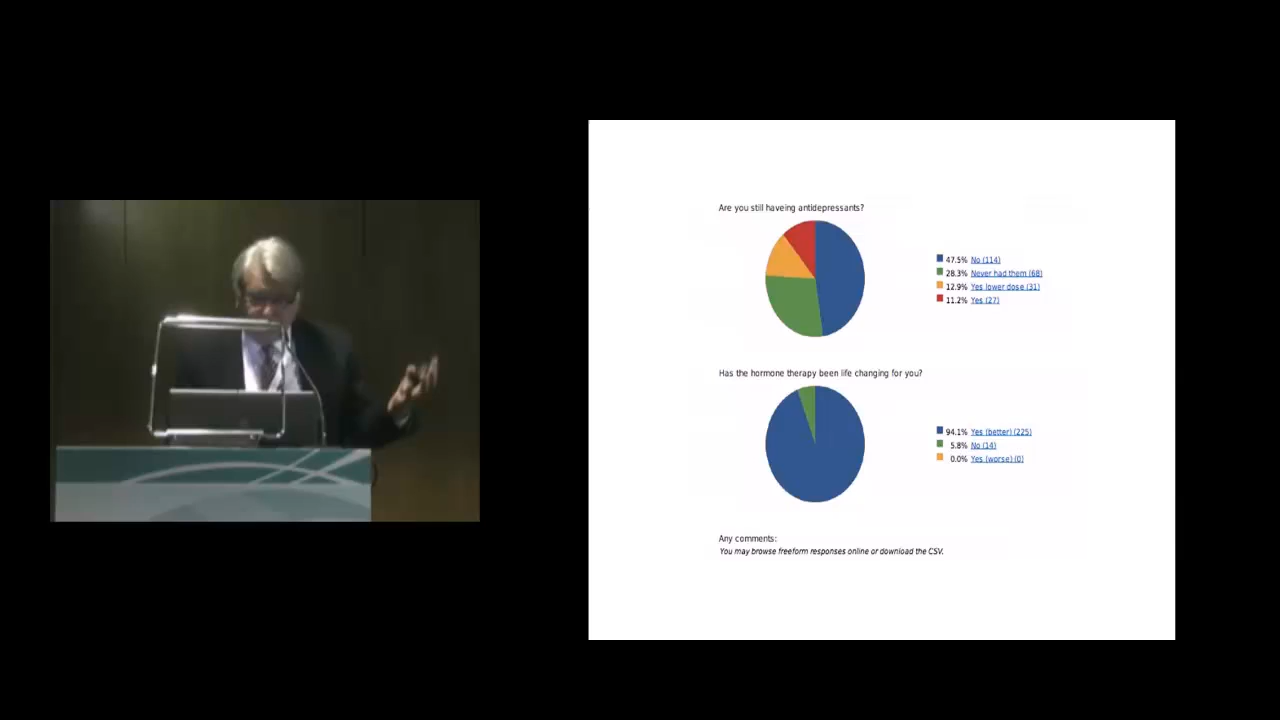 Are you still haveing antidepressants?
47.5% No (114)
28.3% Never had them (68)
12.9% Yes lower dose (31)
11.2% Yes (27)
Has the hormone therapy been life changing for you?
94.1% Yes (better) (225)
5.8% No (14)
0.0% Yes (worse) (0)
Any comments:
You may browse freeform responses online or download the CSV.